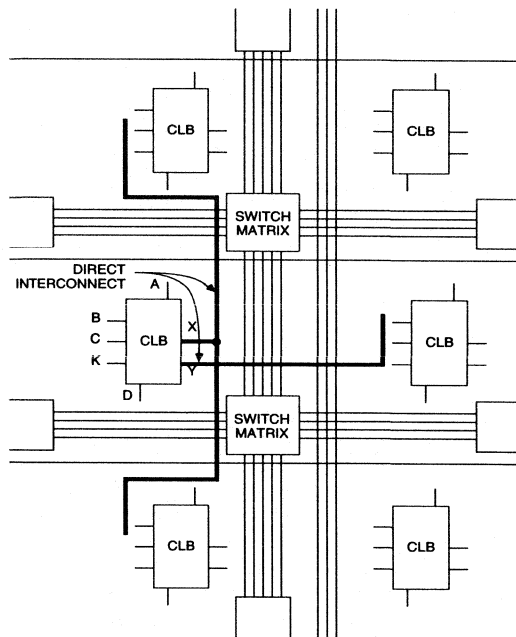 CLB
CLB
SWITCH
MATRIX
DIRECT
INTERCONNECT
A
B
C
K
D
X
Y
CLB
CLB
SWITCH
MATRIX
CLB
CLB